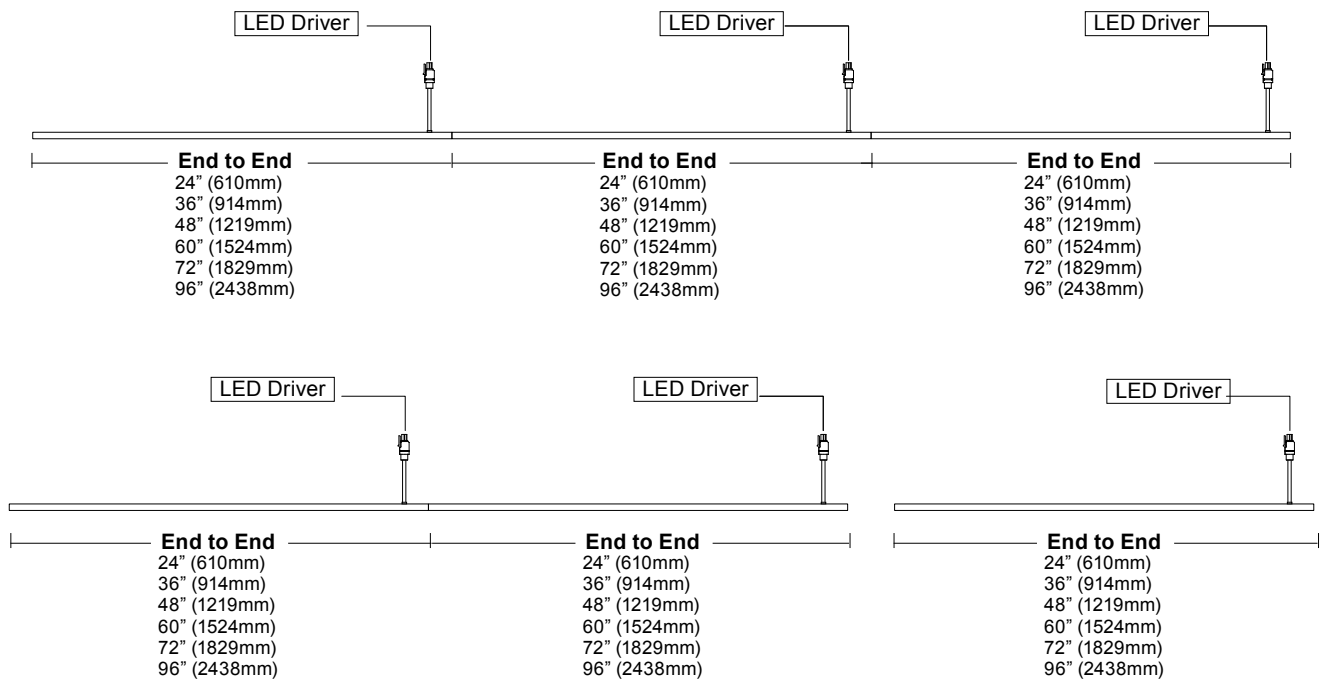 LED Driver
LED Driver
LED Driver
End to End
24” (610mm)
36” (914mm)
48” (1219mm)
60” (1524mm)
72” (1829mm)
96” (2438mm)
End to End
24” (610mm)
36” (914mm)
48” (1219mm)
60” (1524mm)
72” (1829mm)
96” (2438mm)
End to End
24” (610mm)
36” (914mm)
48” (1219mm)
60” (1524mm)
72” (1829mm)
96” (2438mm)
LED Driver
LED Driver
LED Driver
End to End
24” (610mm)
36” (914mm)
48” (1219mm)
60” (1524mm)
72” (1829mm)
96” (2438mm)
End to End
24” (610mm)
36” (914mm)
48” (1219mm)
60” (1524mm)
72” (1829mm)
96” (2438mm)
End to End
24” (610mm)
36” (914mm)
48” (1219mm)
60” (1524mm)
72” (1829mm)
96” (2438mm)